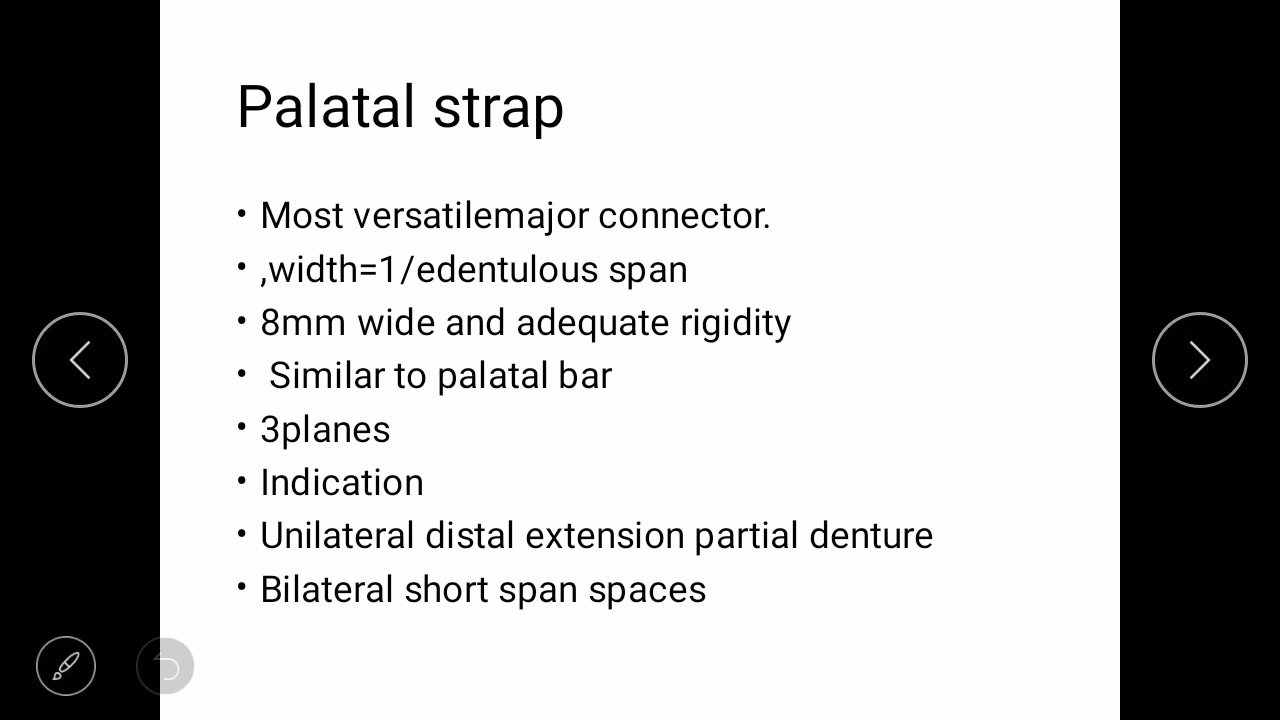 Palatal strap
• Most versatilemajor connector.
• ,width=1/edentulous span
• 8mm wide and adequate rigidity
• Similar to palatal bar
• 3planes
• Indication
• Unilateral distal extension partial denture
• Bilateral short span spaces